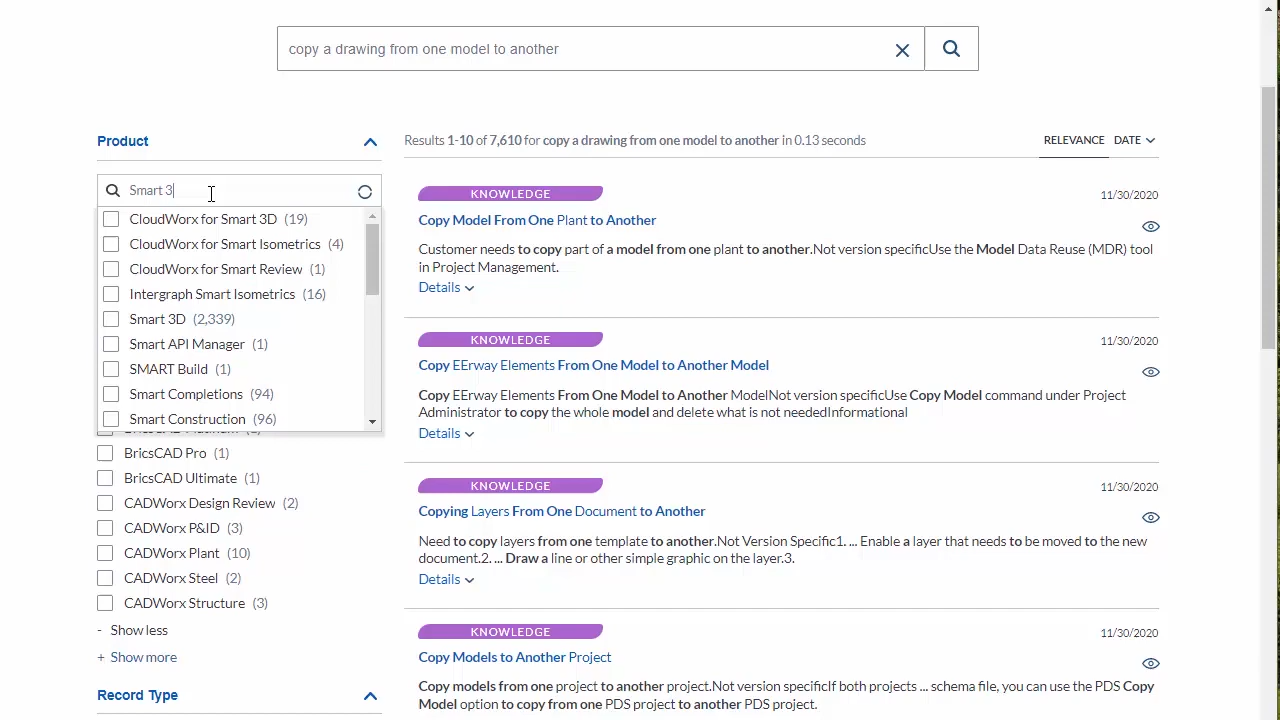 copy a drawing from one model to another
Product
Results 1-10 of 7,610 for copy a drawing from one model to another in 0.13 seconds
RELEVANCE DATE
Smart 3
CloudWorx for Smart 3D (19)
CloudWorx for Smart Isometrics (4)
CloudWorx for Smart Review (1)
Intergraph Smart Isometrics (16)
Smart 3D (2,339)
Smart API Manager (1)
SMART Build (1)
Smart Completions (94)
Smart Construction (96)
BricsCAD Pro (1)
BricsCAD Ultimate (1)
CADWorx Design Review (2)
CADWorx P&ID (3)
CADWorx Plant (10)
CADWorx Steel (2)
CADWorx Structure (3)
- Show less
+ Show more
Record Type
KNOWLEDGE
11/30/2020
Copy Model From One Plant to Another
Customer needs to copy part of a model from one plant to another.Not version specificUse the Model Data Reuse (MDR) tool
in Project Management.
Details
KNOWLEDGE
11/30/2020
Copy EErway Elements From One Model to Another Model
Copy EErway Elements From One Model to Another ModelNot version specificUse Copy Model command under Project
Administrator to copy the whole model and delete what is not neededInformational
Details
KNOWLEDGE
11/30/2020
Copying Layers From One Document to Another
Need to copy layers from one template to another.Not Version Specific1. ... Enable a layer that needs to be moved to the new
document.2. ... Draw a line or other simple graphic on the layer.3.
Details
KNOWLEDGE
11/30/2020
Copy Models to Another Project
Copy models from one project to another project.Not version specificIf both projects ... schema file, you can use the PDS Copy
Model option to copy from one PDS project to another PDS project.